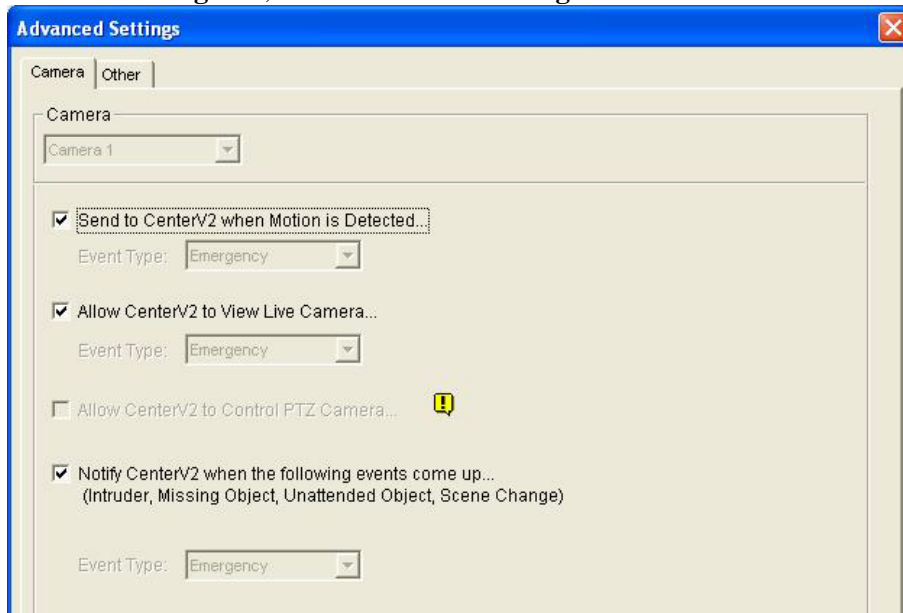 Advanced Settings
Camera Other
Camera
Camera 1
Send to CenterV2 when Motion is Detected...
Event Type: Emergency
Allow CenterV2 to View Live Camera...
Event Type: Emergency
Allow CenterV2 to Control PTZ Camera...
Notify CenterV2 when the following events come up...
(Intruder, Missing Object, Unattended Object, Scene Change)
Event Type: Emergency